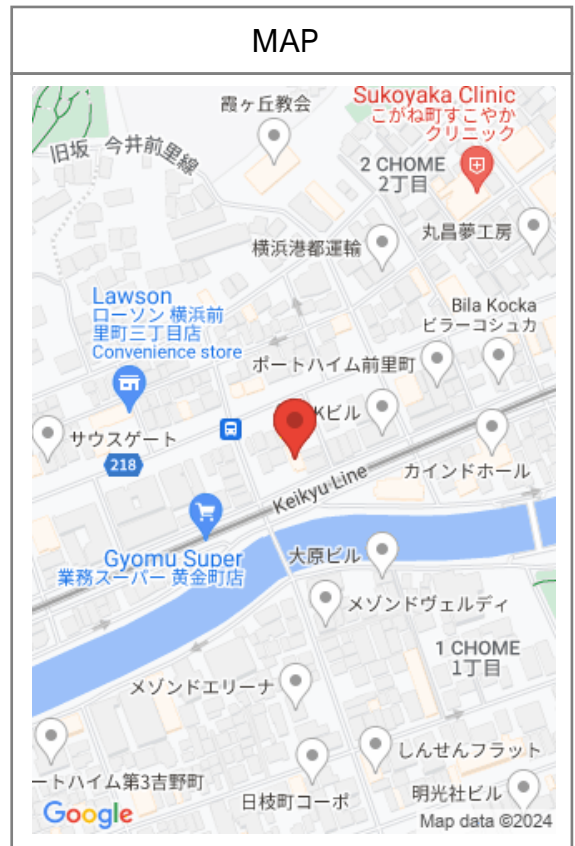 MAP
霞ヶ丘教会
Sukoyaka Clinic
こがね町すこやか
クリニック
旧坂 今井前里線
2 CHOME
2丁目
丸昌夢工房
横浜港都運輸
Lawson
ローソン 横浜前
里町三丁目店
Convenience store
Bila Kocka
ビラーコシュカ
ポートハイム前里町
Kビル
サウスゲート
218
カインドホール
Keikyu Line
Gyomu Super
業務スーパー 黄金町店
大原ビル
メゾンドヴェルディ
1 CHOME
1丁目
メゾンドエリーナ
しんせんフラット
ートハイム第3吉野町
日枝町コーポ
明光社ビル
Google
Map data ©2024